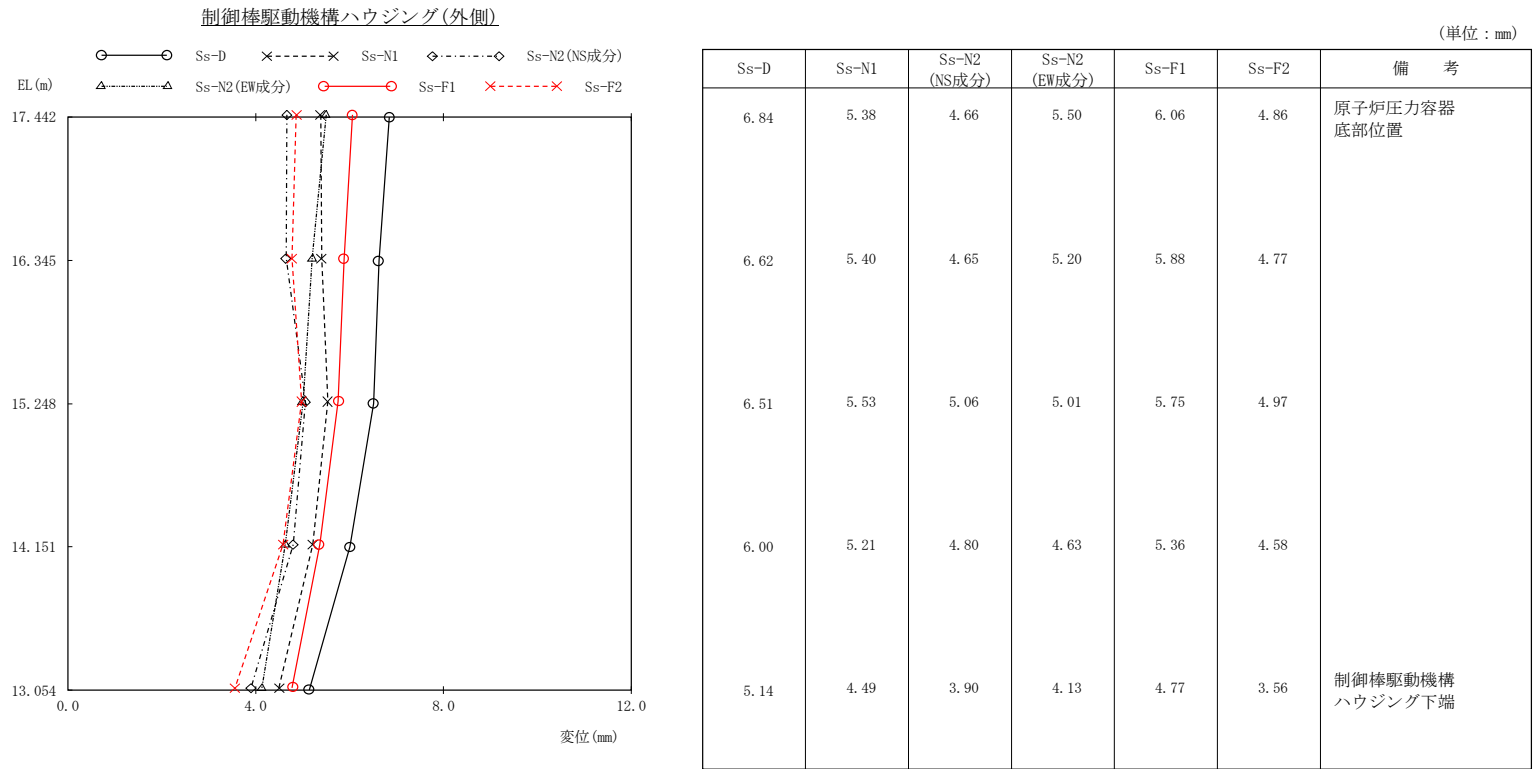 制御棒駆動機構ハウジング(外側)
Ss-D Ss-N1 Ss-N2(NS成分)
Ss-N2(EW成分) Ss-F1 Ss-F2
EL(m)
17.442
16.345
15.248
14.151
13.054
0.0 4.0 8.0 12.0
変位(mm)
(単位：mm)
Ss-D Ss-N1 Ss-N2 Ss-N2 Ss-F1 Ss-F2 備 考
(NS成分) (EW成分)
6.84 5.38 4.66 5.50 6.06 4.86 原子炉圧力容器
底部位置
6.62 5.40 4.65 5.20 5.88 4.77
6.51 5.53 5.06 5.01 5.75 4.97
6.00 5.21 4.80 4.63 5.36 4.58
5.14 4.49 3.90 4.13 4.77 3.56 制御棒駆動機構
ハウジング下端